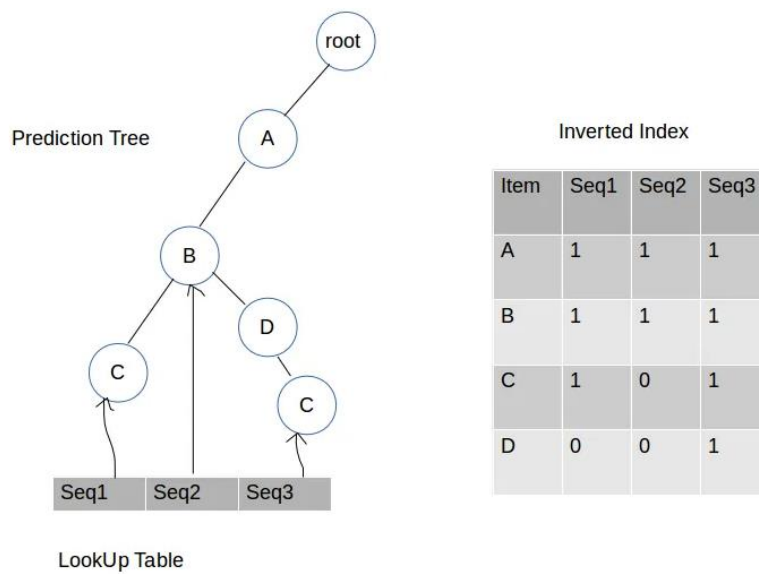 root
Prediction Tree
A
B
D
C
C
Seq1 Seq2 Seq3
LookUp Table
Inverted Index
Item Seq1 Seq2 Seq3
A 1 1 1
B 1 1 1
C 1 0 1
D 0 0 1